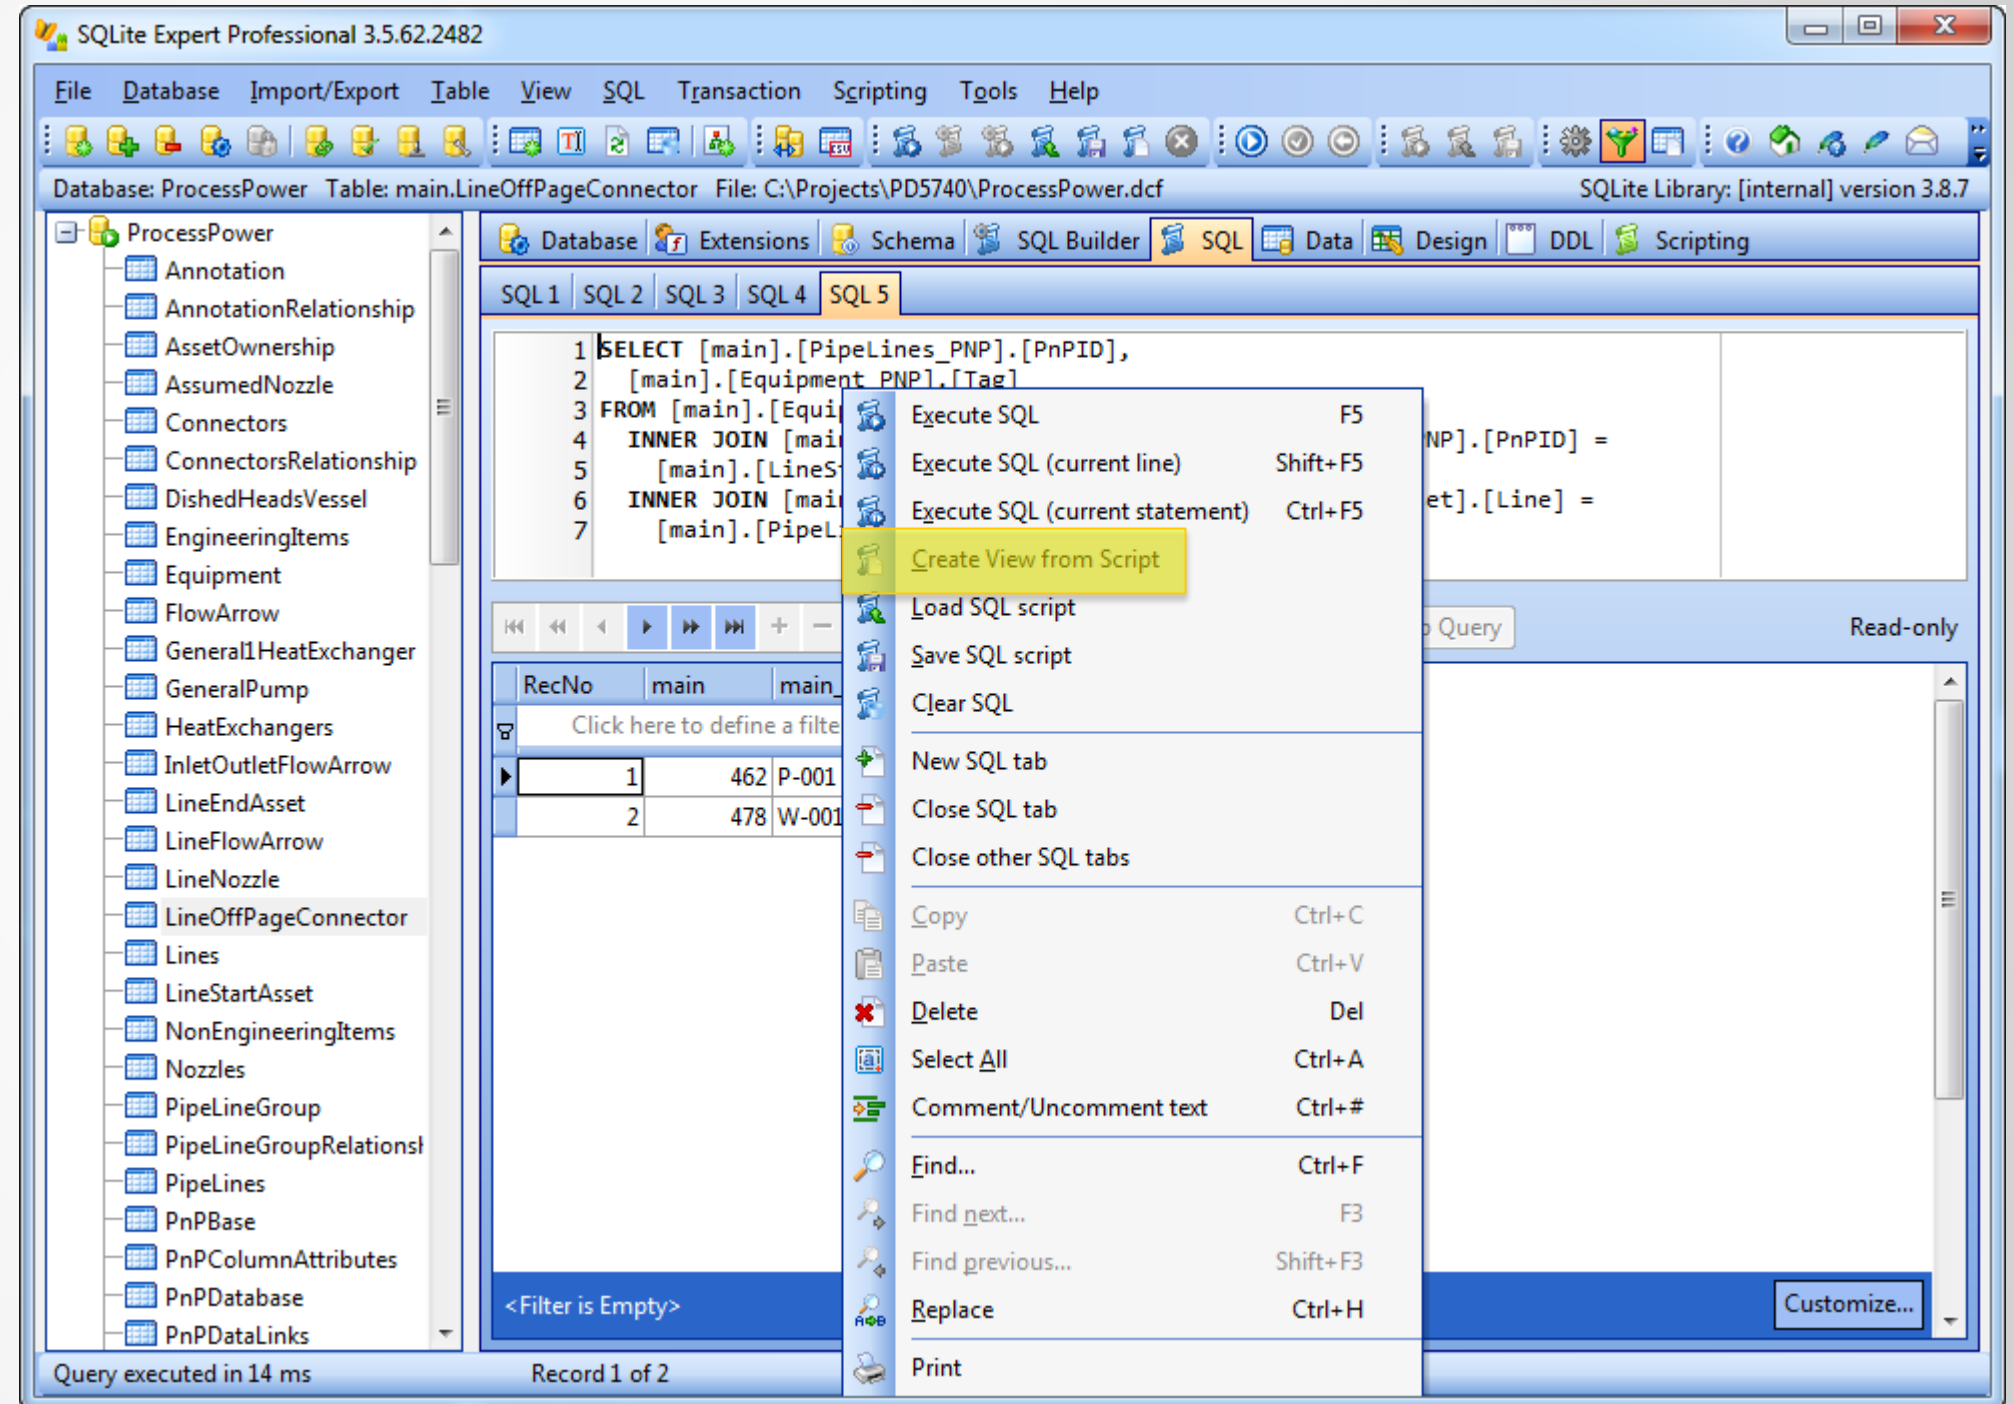 SQLite Expert Professional 3.5.62.2482
File Database Import/Export Table View SQL Transaction Scripting Tools Help
Database: ProcessPower Table: main.LineOffPageConnector File: C:\Projects\PD5740\ProcessPower.dcf SQLite Library: [internal] version 3.8.7
ProcessPower
Annotation
AnnotationRelationship
AssetOwnership
AssumedNozzle
Connectors
ConnectorsRelationship
DishedHeadsVessel
EngineeringItems
Equipment
FlowArrow
General1HeatExchanger
GeneralPump
HeatExchangers
InletOutletFlowArrow
LineEndAsset
LineFlowArrow
LineNozzle
LineOffPageConnector
Lines
LineStartAsset
NonEngineeringItems
Nozzles
PipeLineGroup
PipeLineGroupRelationsh
PipeLines
PnPBase
PnPColumnAttributes
PnPDatabase
PnPDataLinks
Database Extensions Schema SQL Builder SQL Data Design DDL Scripting
SQL 1 SQL 2 SQL 3 SQL 4 SQL 5
1 SELECT [main].[PipeLines_PNP].[PnPID],
2 [main].[Equipment_PNP].[Tag]
3 FROM [main].[Equip
4 INNER JOIN [main NP].[PnPID] =
5 [main].[LineSt
6 INNER JOIN [main et].[Line] =
7 [main].[PipeLi
Query Read-only
RecNo main main_
Click here to define a filte
1 462 P-001
2 478 W-001
<Filter is Empty> Customize...
Execute SQL F5
Execute SQL (current line) Shift+F5
Execute SQL (current statement) Ctrl+F5
Create View from Script
Load SQL script
Save SQL script
Clear SQL
New SQL tab
Close SQL tab
Close other SQL tabs
Copy Ctrl+C
Paste Ctrl+V
Delete Del
Select All Ctrl+A
Comment/Uncomment text Ctrl+#
Find... Ctrl+F
Find next... F3
Find previous... Shift+F3
Replace Ctrl+H
Print
Query executed in 14 ms Record 1 of 2